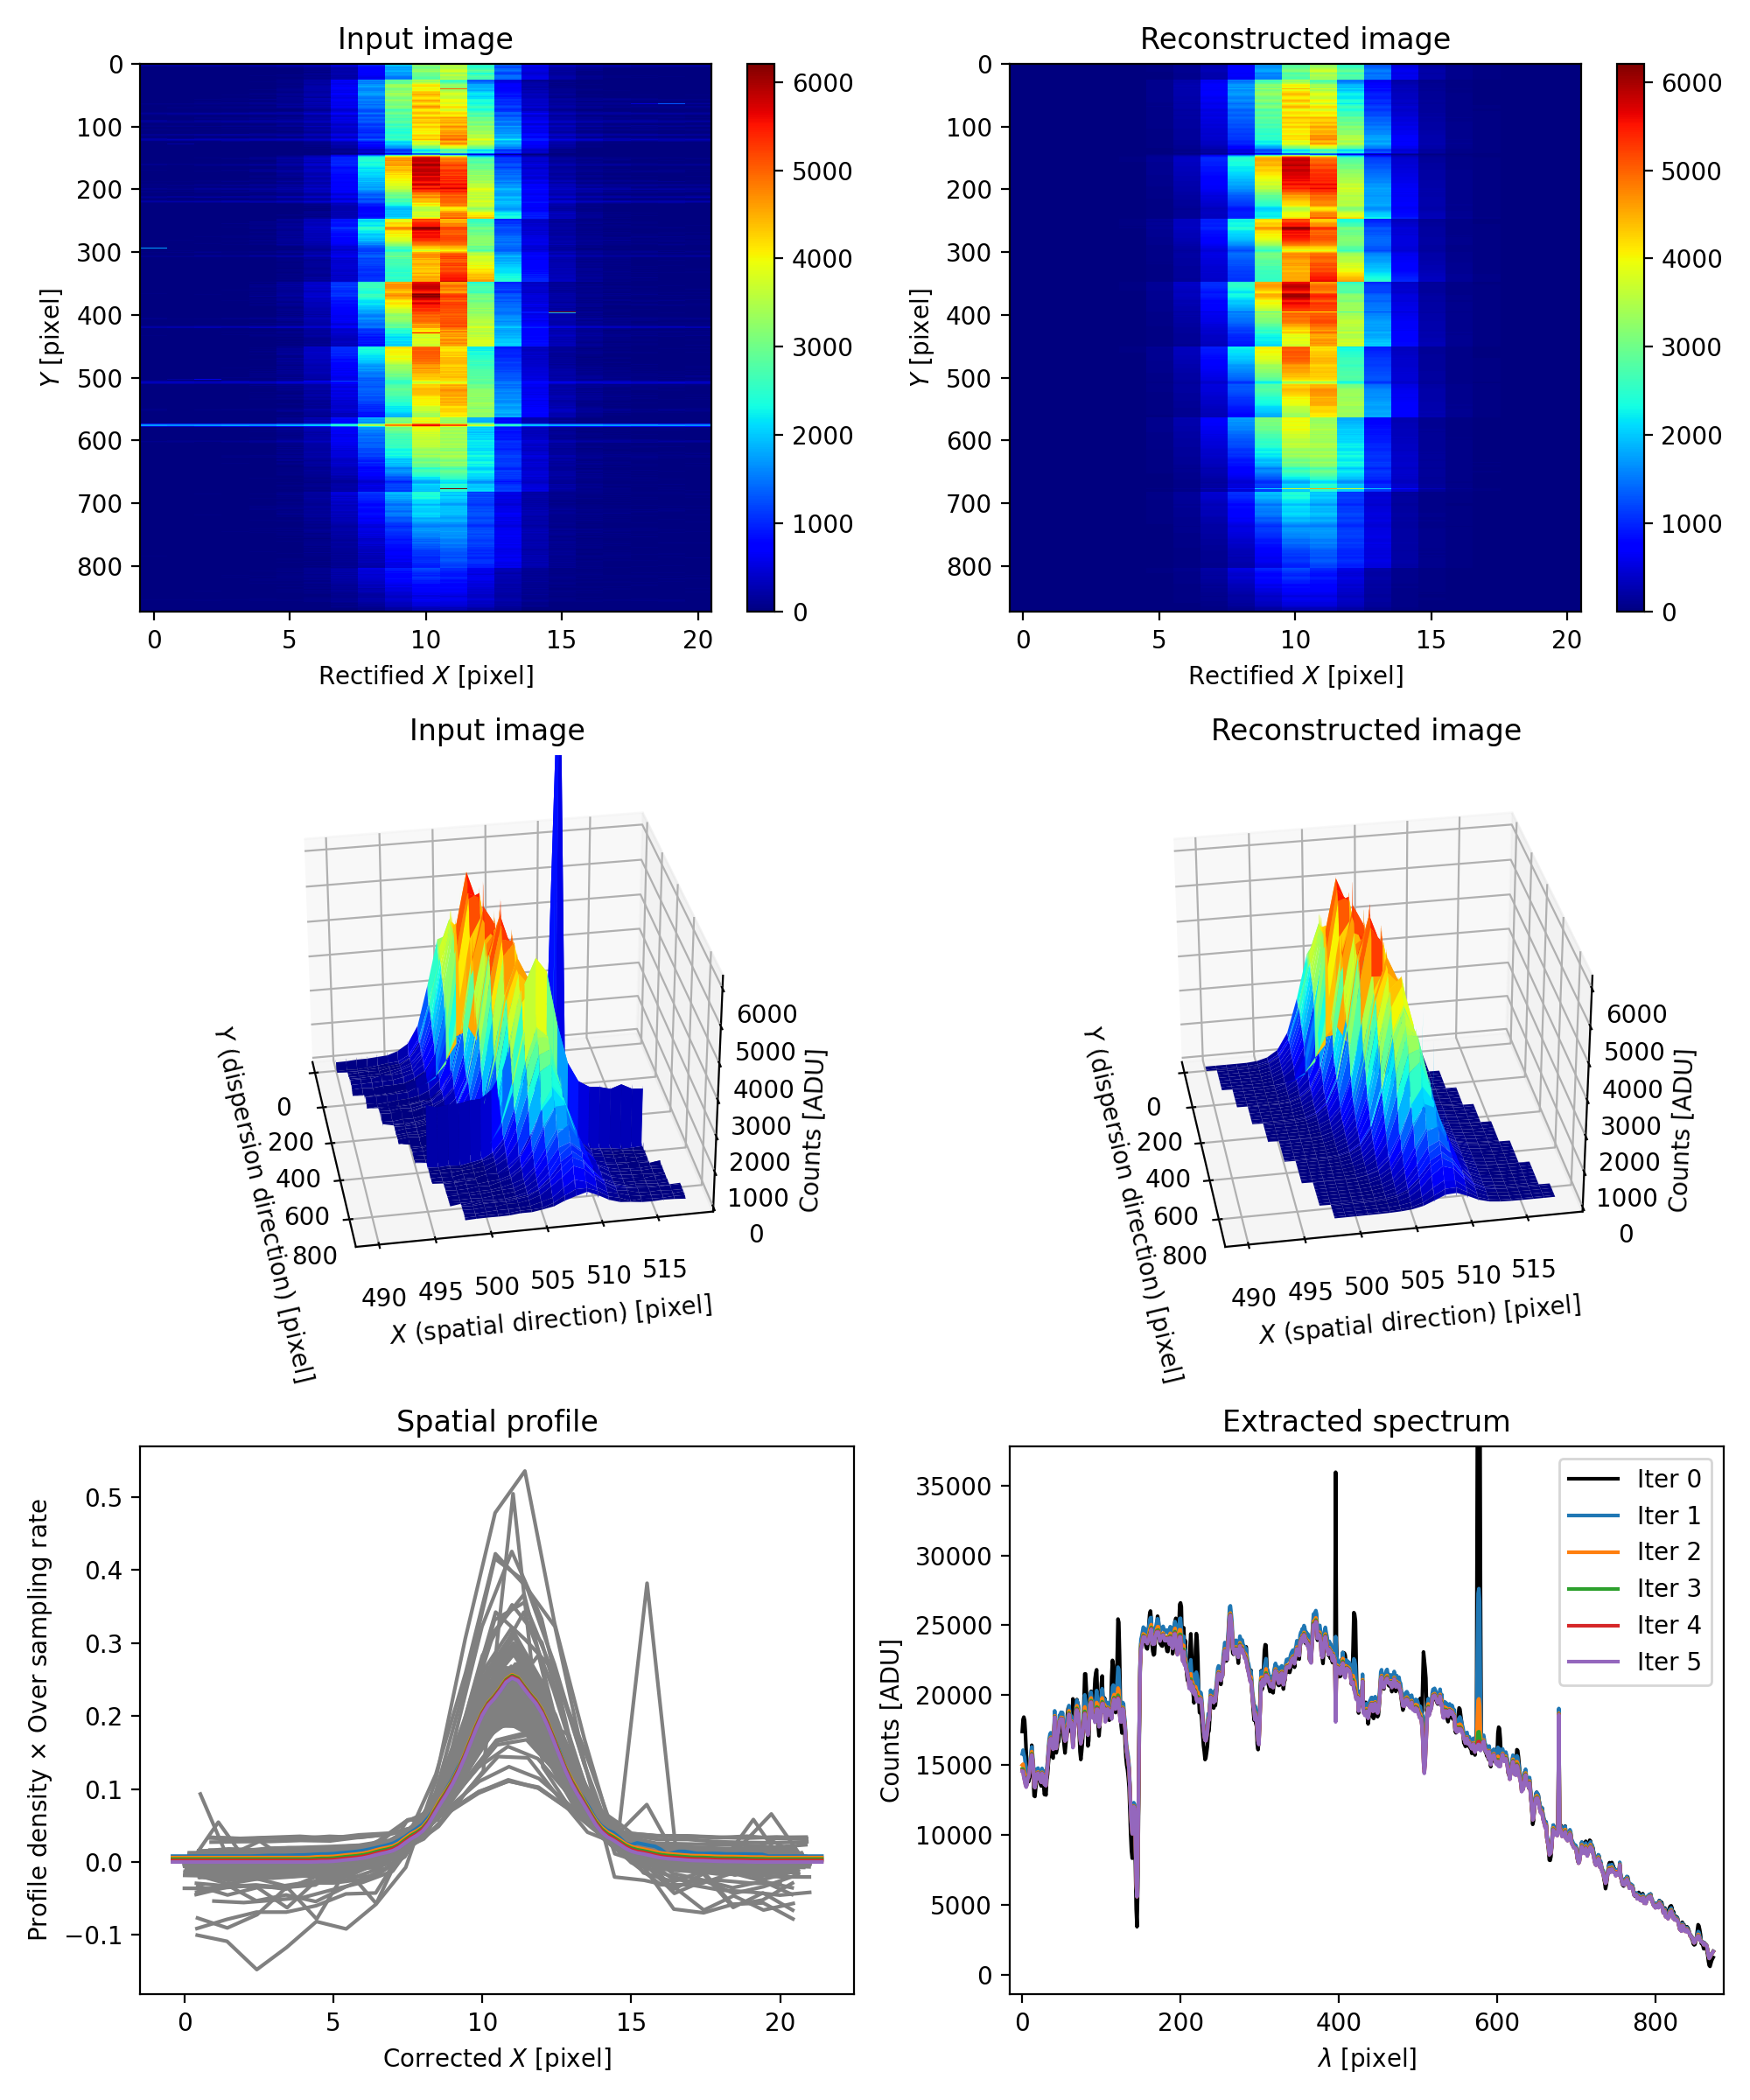 Input image
0
100
200
300
400
500
600
700
800
Y [pixel]
0 5 10 15 20
Rectified X [pixel]
6000
5000
4000
3000
2000
1000
0
Reconstructed image
0
100
200
300
400
500
600
700
800
Y [pixel]
0 5 10 15 20
Rectified X [pixel]
6000
5000
4000
3000
2000
1000
0
Input image
Y (dispersion direction) [pixel]
0
200
400
600
800
490 495 500 505 510 515
X (spatial direction) [pixel]
6000
5000
4000
3000
2000
1000
0
Counts [ADU]
Reconstructed image
Y (dispersion direction) [pixel]
0
200
400
600
800
490 495 500 505 510 515
X (spatial direction) [pixel]
6000
5000
4000
3000
2000
1000
0
Counts [ADU]
Spatial profile
Profile density × Over sampling rate
0.5
0.4
0.3
0.2
0.1
0.0
−0.1
0 5 10 15 20
Corrected X [pixel]
Extracted spectrum
Counts [ADU]
35000
30000
25000
20000
15000
10000
5000
0
0 200 400 600 800
λ [pixel]
Iter 0
Iter 1
Iter 2
Iter 3
Iter 4
Iter 5